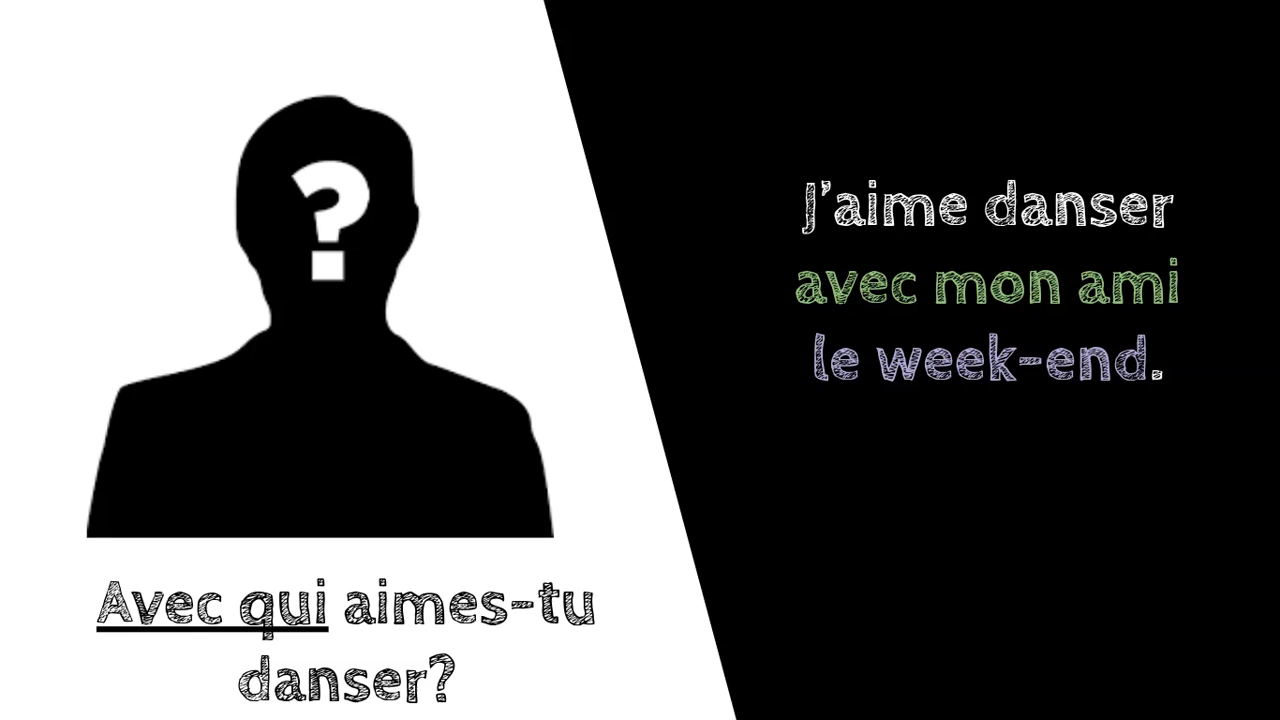 ?
Avec qui aimes-tu
danser?
J'aime danser
avec mon ami
le week-end.